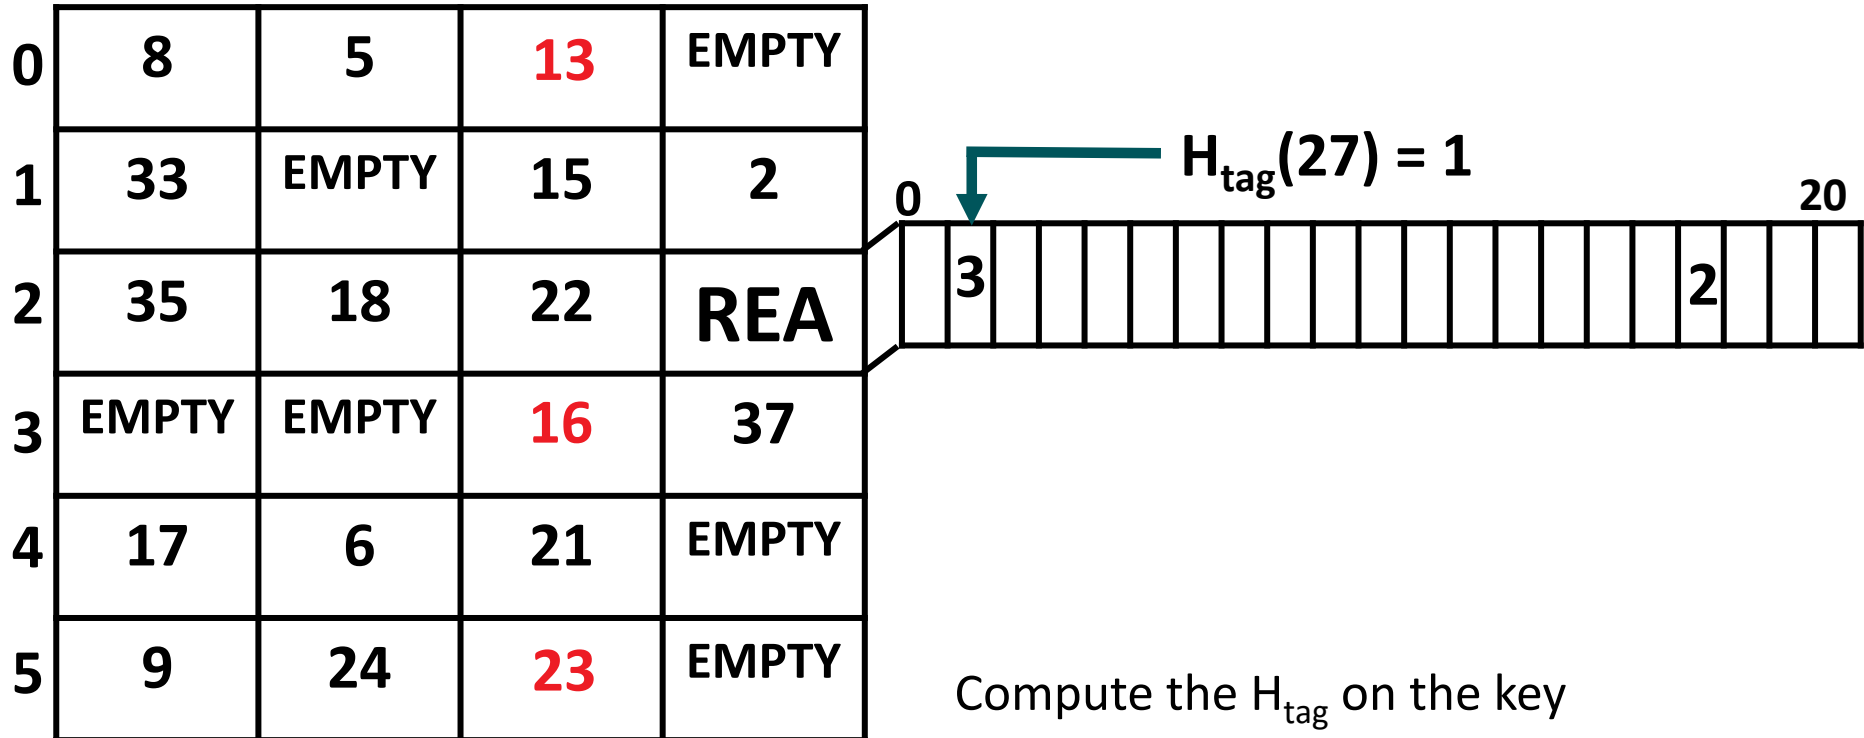 0 8 5 13 EMPTY
1 33 EMPTY 15 2
2 35 18 22 REA
3 EMPTY EMPTY 16 37
4 17 6 21 EMPTY
5 9 24 23 EMPTY
Htag(27) = 1
0 20
3 2
Compute the Htag on the key